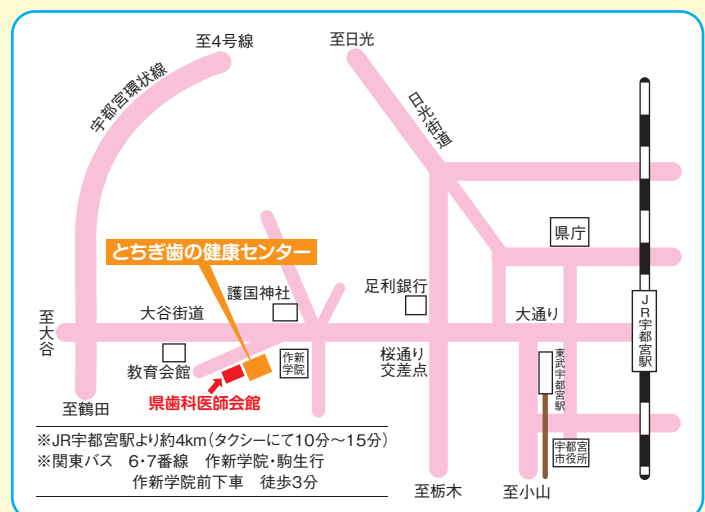 至4号線
至日光
宇都宮環状線
日光街道
県庁
とちぎ歯の健康センター
護国神社
足利銀行
大谷街道
大通り
至大谷
JR宇都宮駅
教育会館
作新
学院
桜通り
交差点
東武宇都宮駅
県歯科医師会館
至鶴田
宇都宮
市役所
※JR宇都宮駅より約4km(タクシーにて10分～15分)
※関東バス 6・7番線 作新学院・駒生行
作新学院前下車 徒歩3分
至栃木
至小山